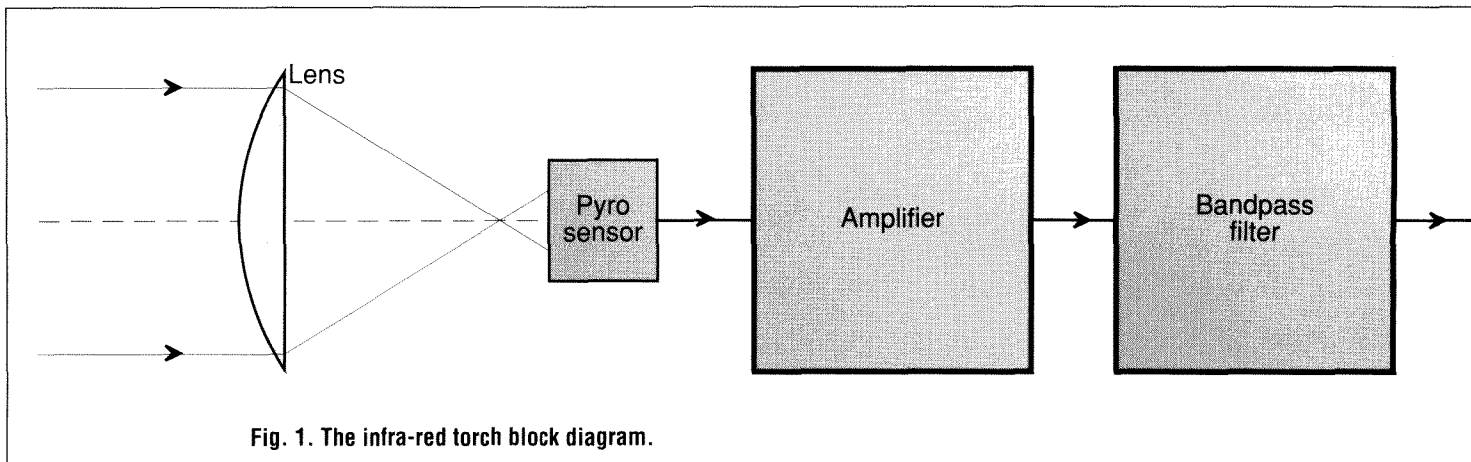 Lens
Pyro
sensor
Amplifier
Bandpass
filter
Fig. 1. The infra-red torch block diagram.